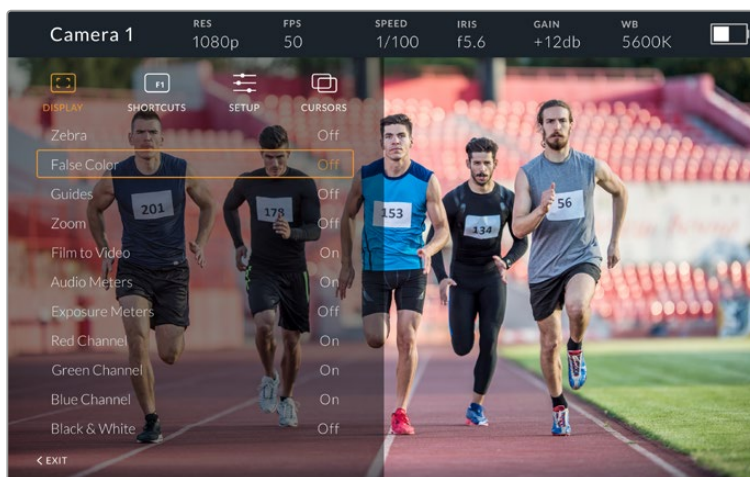 Camera 1
RES FPS SPEED IRIS GAIN WB
1080p 50 1/100 f5.6 +12db 5600K
F1
DISPLAY SHORTCUTS SETUP CURSORS
Zebra Off
False Color Off
Guides Off
Zoom Off
Film to Video On
Audio Meters On
Exposure Meters Off
Red Channel On
Green Channel On
Blue Channel On
Black & White Off
< EXIT
201
178
153
134
56